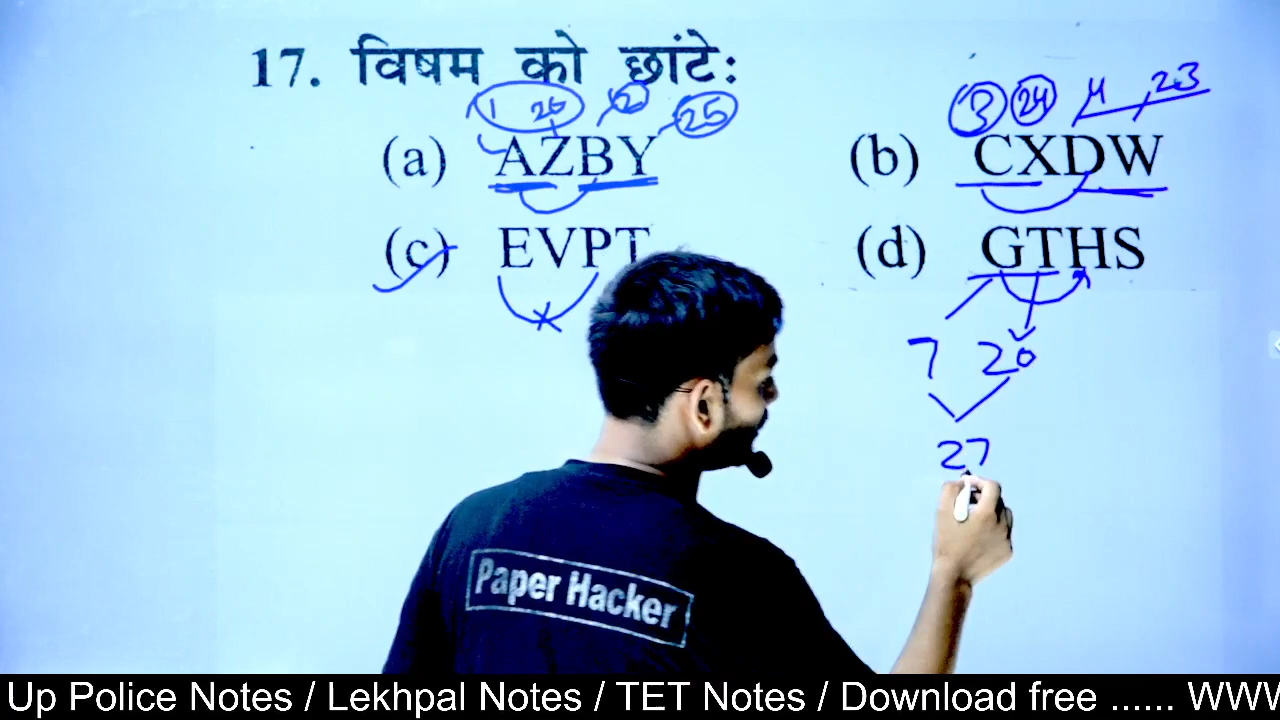 17. विषम को छांटे:
1 26 2 25
3 24 4 23
(a) AZBY (b) CXDW
(c) EVPT (d) GTHS
7 20
27
Paper Hacker
Up Police Notes / Lekhpal Notes / TET Notes / Download free ...... WWW